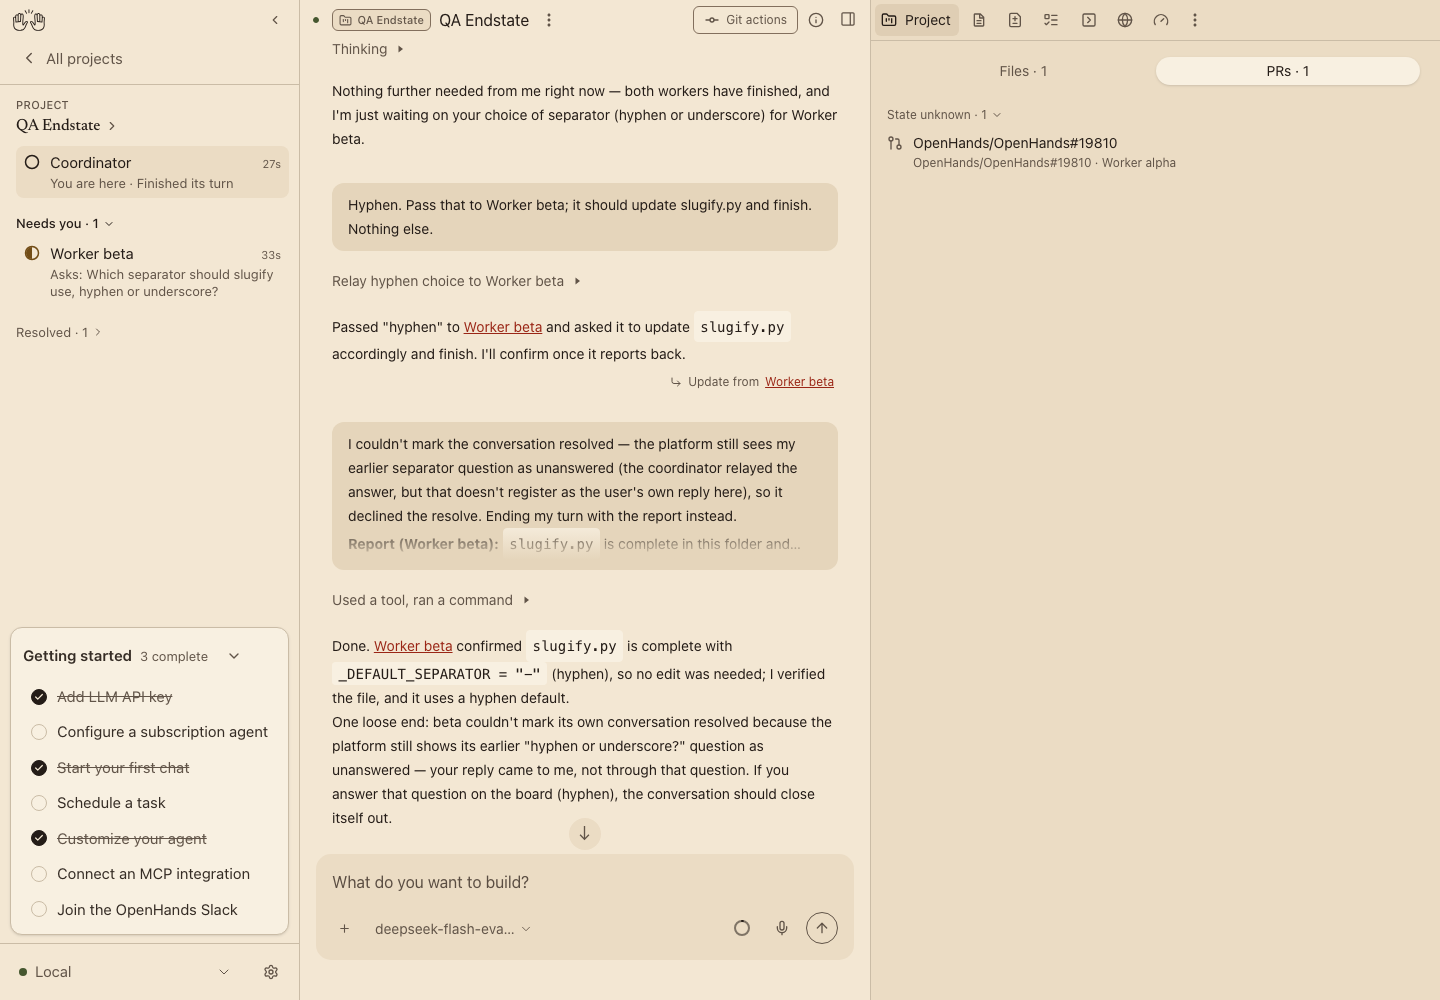 All projects
PROJECT
QA Endstate
Coordinator 27s
You are here · Finished its turn
Needs you · 1
Worker beta 33s
Asks: Which separator should slugify
use, hyphen or underscore?
Resolved · 1
Getting started 3 complete
Add LLM API key
Configure a subscription agent
Start your first chat
Schedule a task
Customize your agent
Connect an MCP integration
Join the OpenHands Slack
Local
QA Endstate QA Endstate Git actions
Thinking
Nothing further needed from me right now — both workers have finished, and
I'm just waiting on your choice of separator (hyphen or underscore) for Worker
beta.
Hyphen. Pass that to Worker beta; it should update slugify.py and finish.
Nothing else.
Relay hyphen choice to Worker beta
Passed "hyphen" to Worker beta and asked it to update slugify.py
accordingly and finish. I'll confirm once it reports back.
Update from Worker beta
I couldn't mark the conversation resolved — the platform still sees my
earlier separator question as unanswered (the coordinator relayed the
answer, but that doesn't register as the user's own reply here), so it
declined the resolve. Ending my turn with the report instead.
Report (Worker beta): slugify.py is complete in this folder and...
Used a tool, ran a command
Done. Worker beta confirmed slugify.py is complete with
_DEFAULT_SEPARATOR = "-" (hyphen), so no edit was needed; I verified
the file, and it uses a hyphen default.
One loose end: beta couldn't mark its own conversation resolved because the
platform still shows its earlier "hyphen or underscore?" question as
unanswered — your reply came to me, not through that question. If you
answer that question on the board (hyphen), the conversation should close
itself out.
What do you want to build?
deepseek-flash-eva...
Project
Files · 1 PRs · 1
State unknown · 1
OpenHands/OpenHands#19810
OpenHands/OpenHands#19810 · Worker alpha